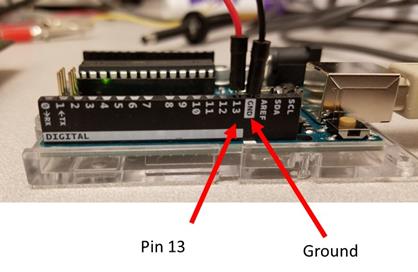 0→RX
1←TX
2
3
4
5
6
7
8
9
10
11
12
13
GND
AREF
SDA
SCL
DIGITAL
Pin 13
Ground